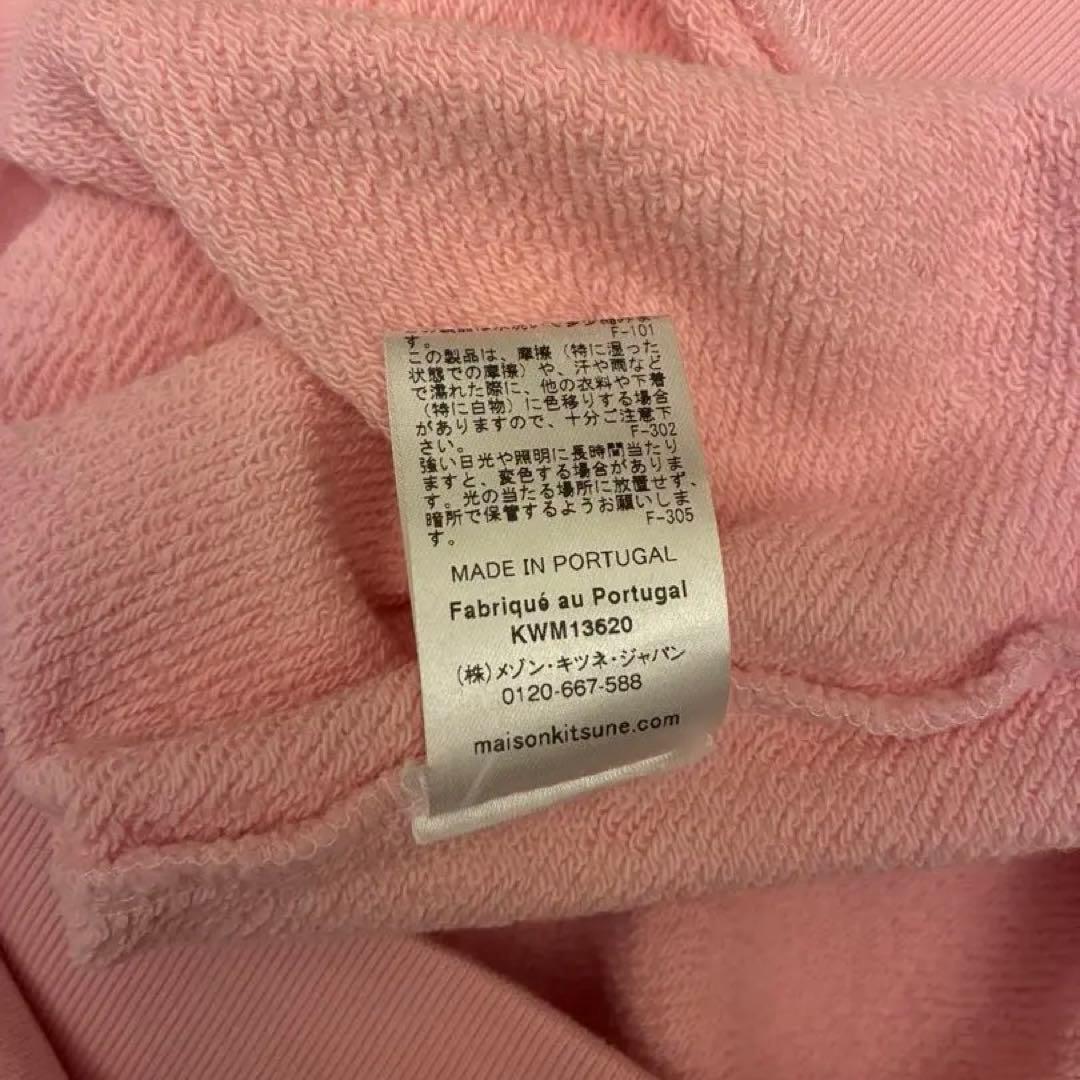 す。
F-101
この製品は、摩擦（特に湿った
状態での摩擦）や、汗や雨など
で濡れた際に、他の衣料や下着
（特に白物）に色移りする場合
がありますので、十分ご注意下
さい。
F-302
強い日光や照明に長時間当たり
ますと、変色する場合がありま
す。光の当たる場所に放置せず、
暗所で保管するようお願いしま
す。
F-305
MADE IN PORTUGAL
Fabriqué au Portugal
KWM13620
(株)メゾン・キツネ・ジャパン
0120-667-588
maisonkitsune.com